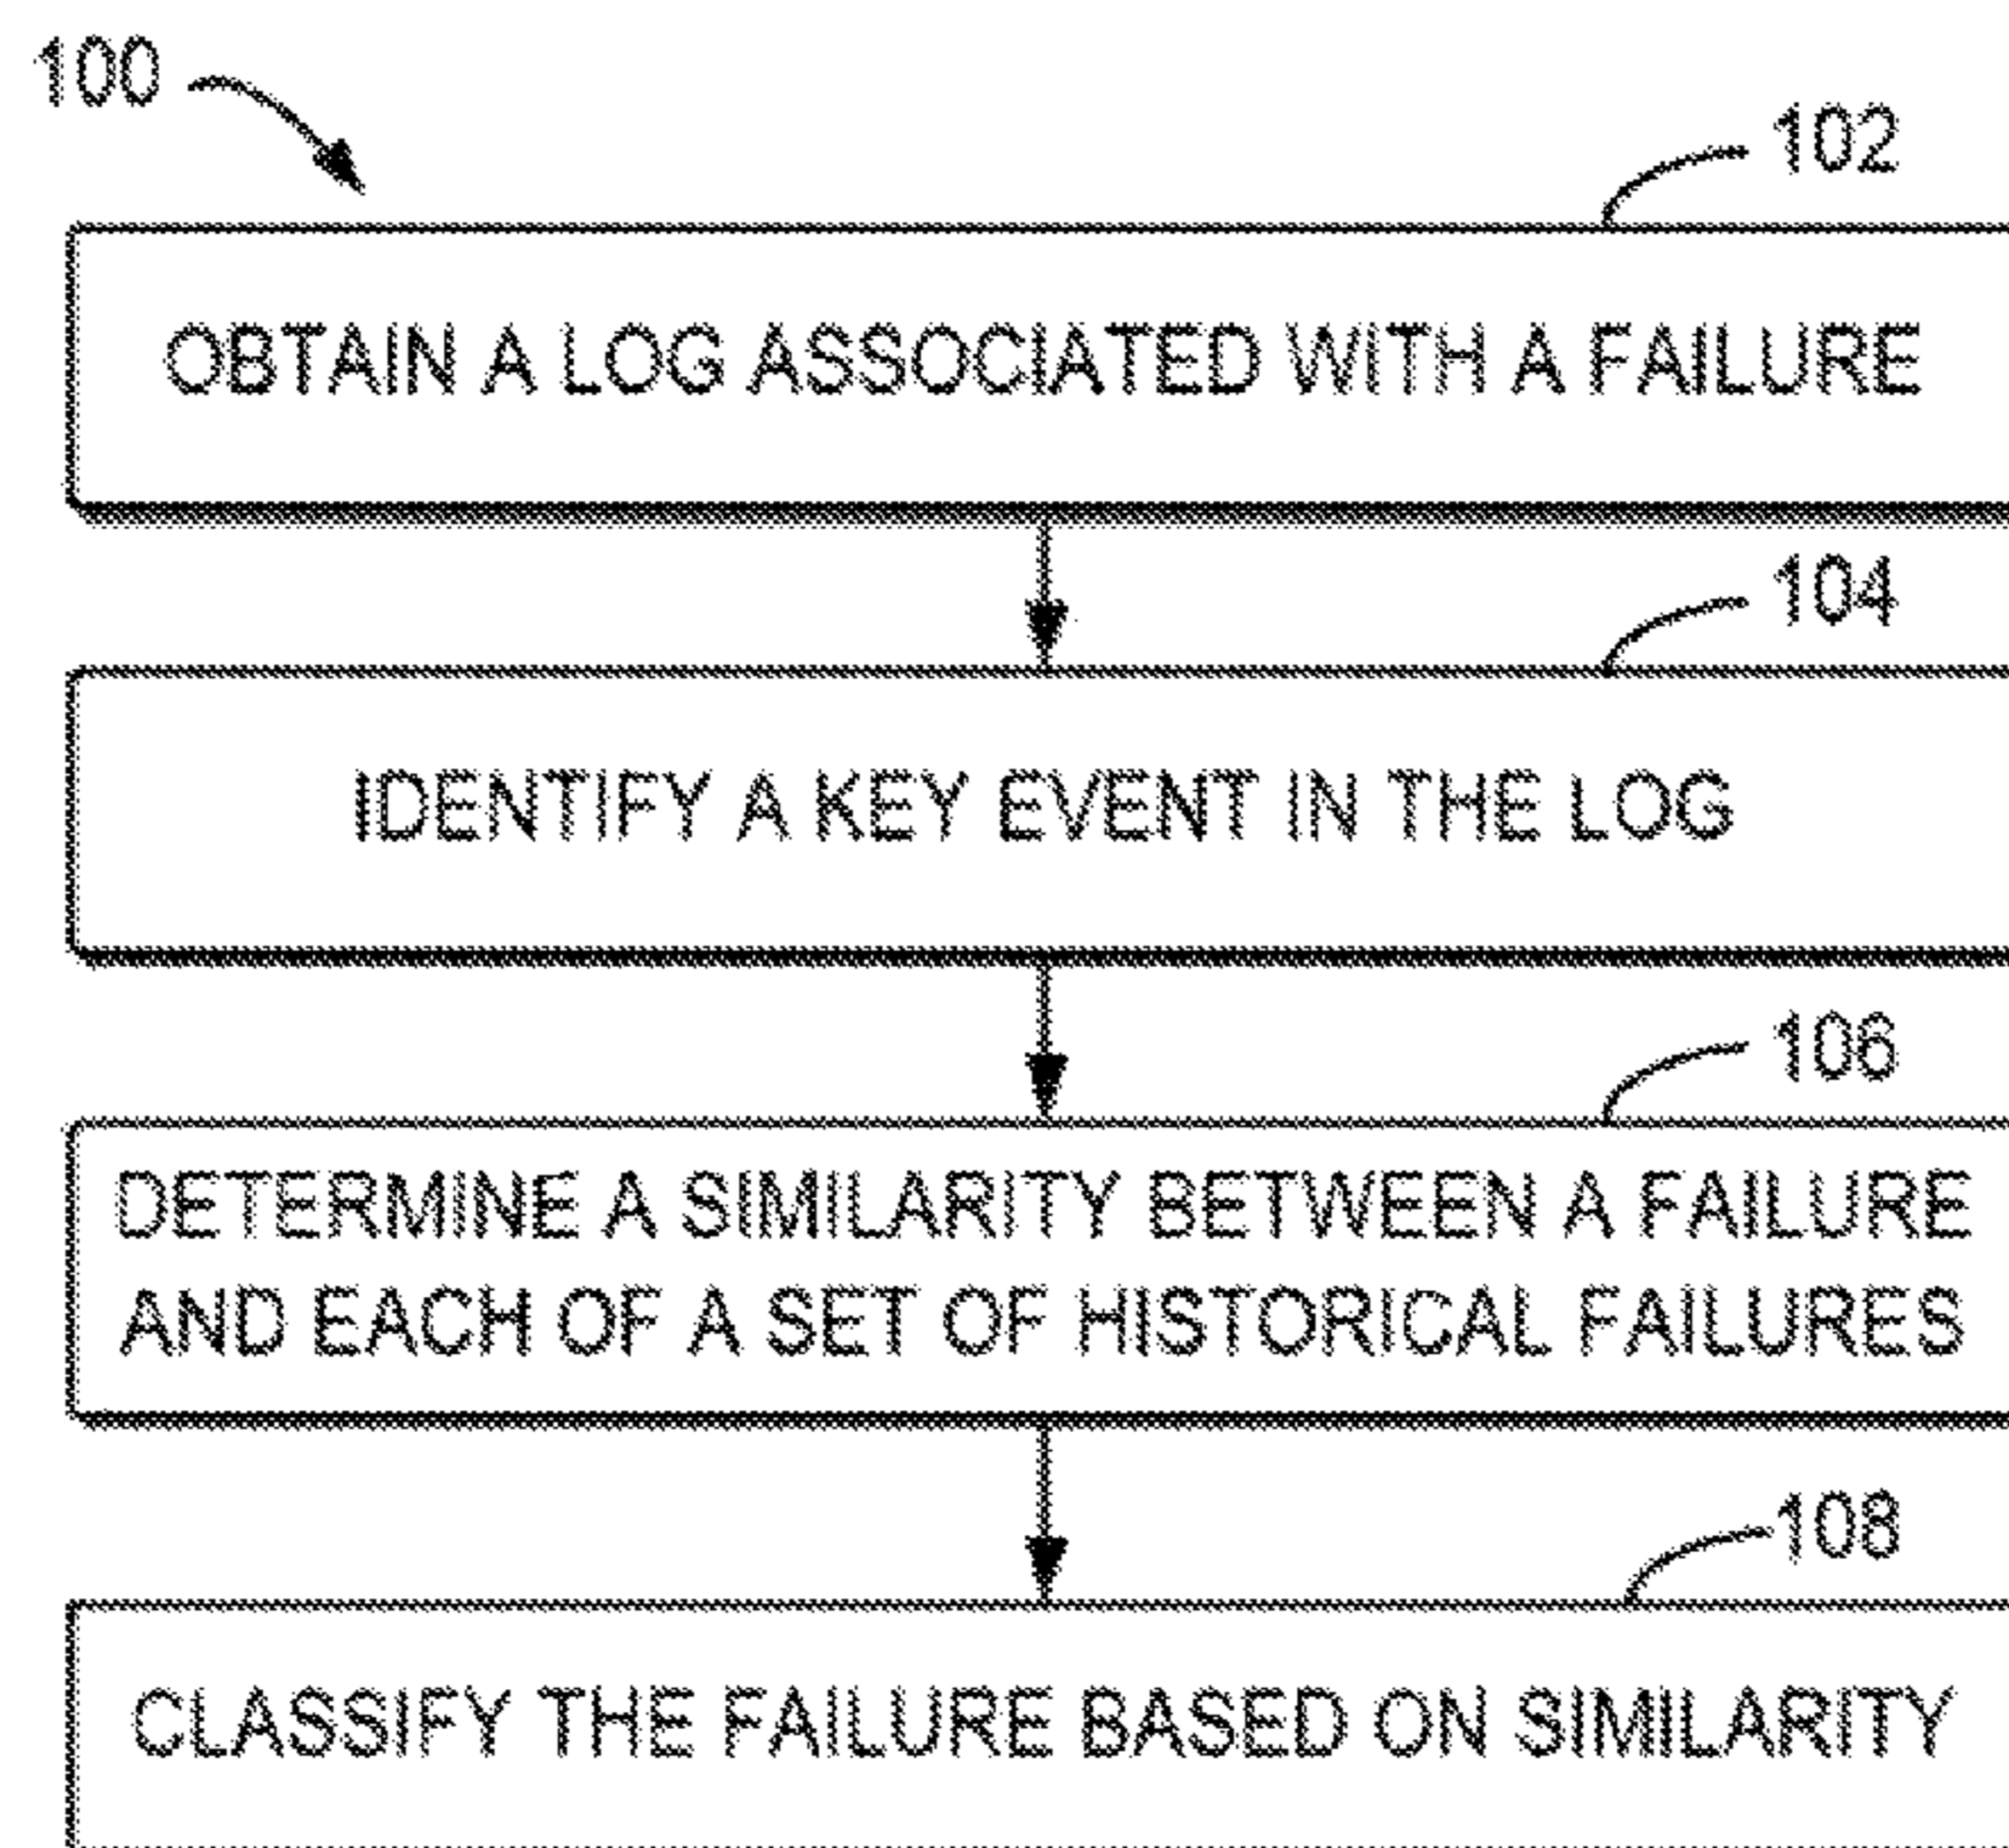 100
102
OBTAIN A LOG ASSOCIATED WITH A FAILURE
104
IDENTIFY A KEY EVENT IN THE LOG
106
DETERMINE A SIMILARITY BETWEEN A FAILURE
AND EACH OF A SET OF HISTORICAL FAILURES
108
CLASSIFY THE FAILURE BASED ON SIMILARITY